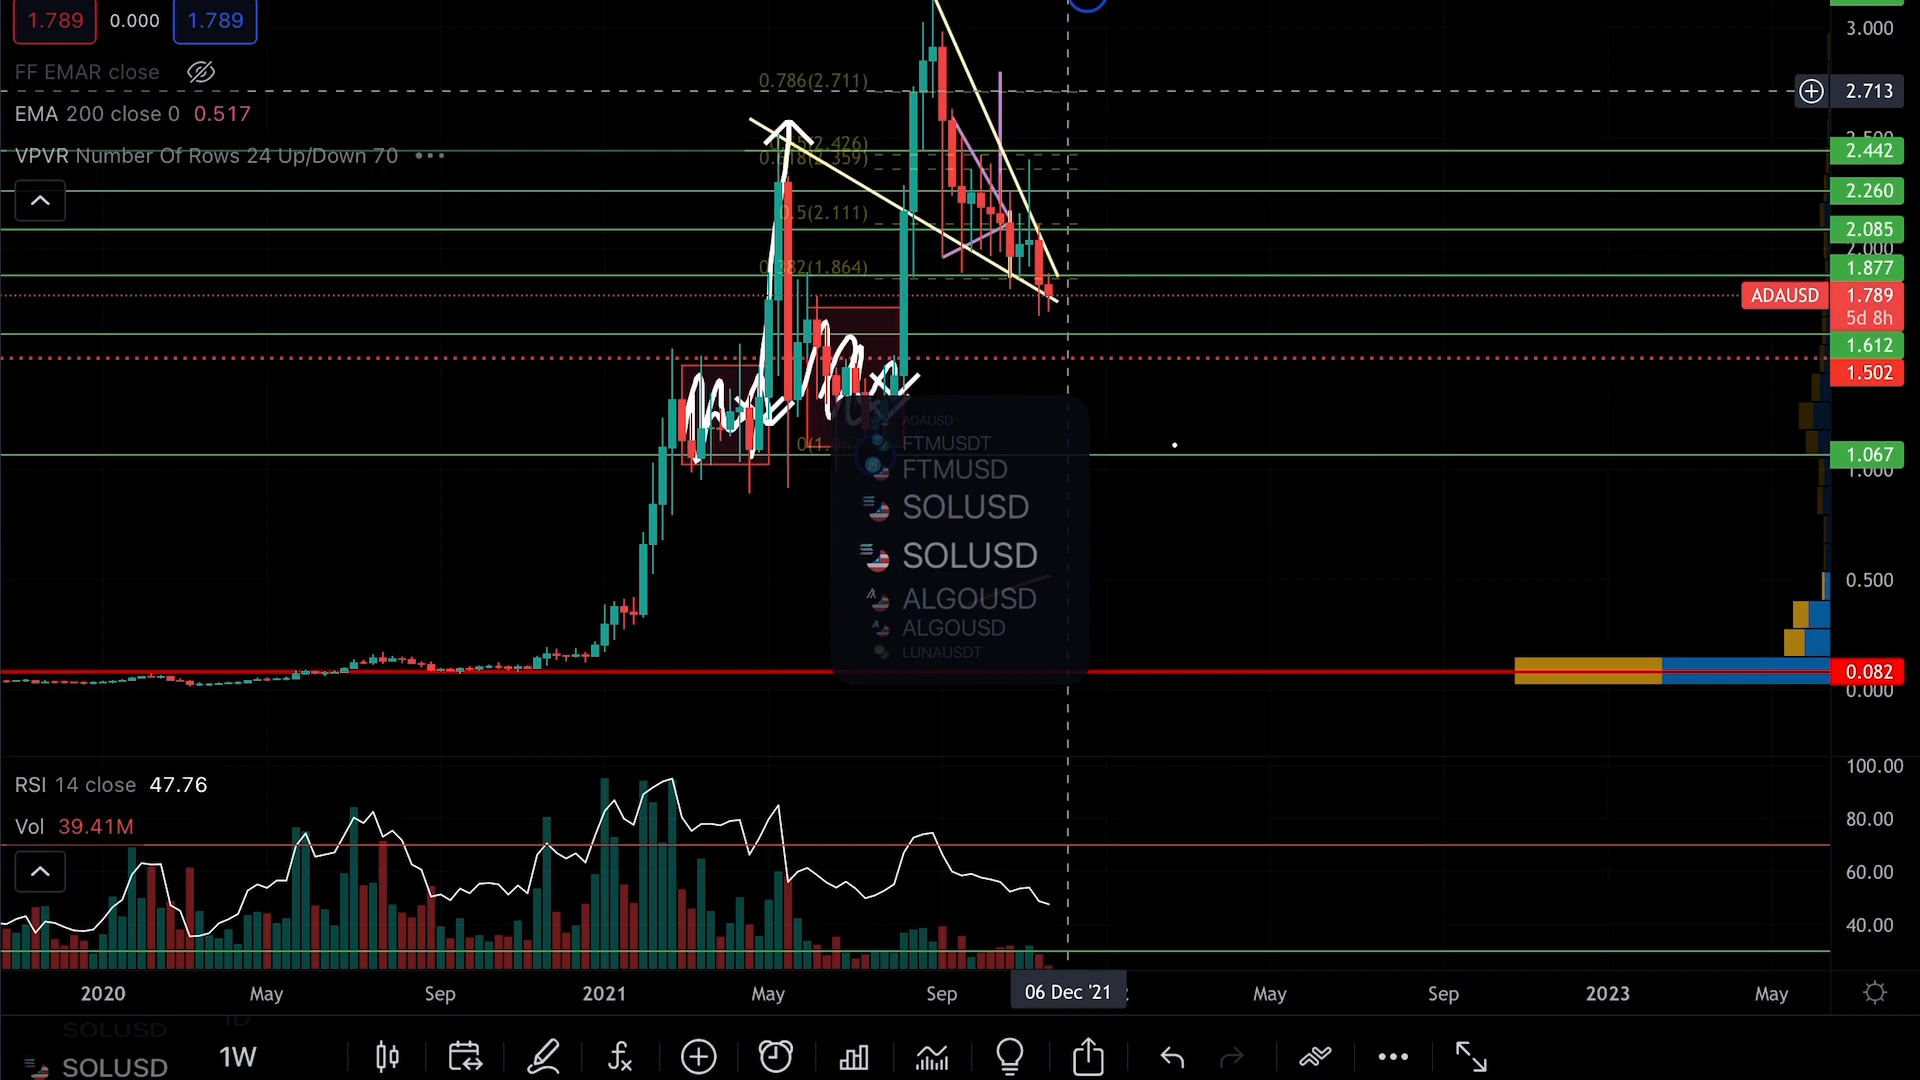 1.789 0.000 1.789
3.000
FF EMAR close
0.786(2.711)
2.713
EMA 200 close 0 0.517
2.500
2.442
VPVR Number Of Rows 24 Up/Down 70
2.426)
0.618(2.359)
2.260
0.5(2.111)
2.085
2.000
0.382(1.864)
1.877
ADAUSD 1.789
5d 8h
1.612
1.502
ADAUSD
0(1.
FTMUSDT
1.067
FTMUSD
1.000
SOLUSD
SOLUSD
0.500
ALGOUSD
ALGOUSD
LUNAUSDT
0.082
0.000
100.00
RSI 14 close 47.76
80.00
Vol 39.41M
60.00
40.00
2020 May Sep 2021 May Sep 06 Dec '21 May Sep 2023 May
SOLUSD 1D
SOLUSD 1W